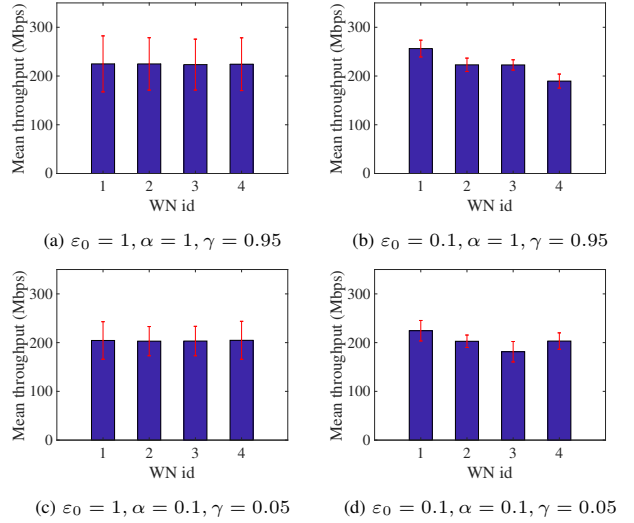 300
200
100
0
Mean throughput (Mbps)
1 2 3 4
WN id
(a) ε₀ = 1, α = 1, γ = 0.95
300
200
100
0
Mean throughput (Mbps)
1 2 3 4
WN id
(b) ε₀ = 0.1, α = 1, γ = 0.95
300
200
100
0
Mean throughput (Mbps)
1 2 3 4
WN id
(c) ε₀ = 1, α = 0.1, γ = 0.05
300
200
100
0
Mean throughput (Mbps)
1 2 3 4
WN id
(d) ε₀ = 0.1, α = 0.1, γ = 0.05